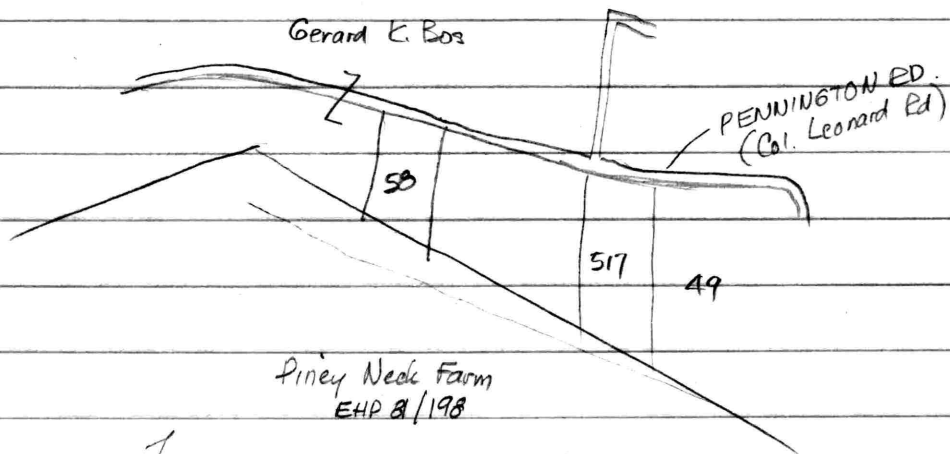 Gerard K. Bos
PENNINGTON RD.
(Col. Leonard Rd)
58
517
49
Piney Neck Farm
EHP 81/198